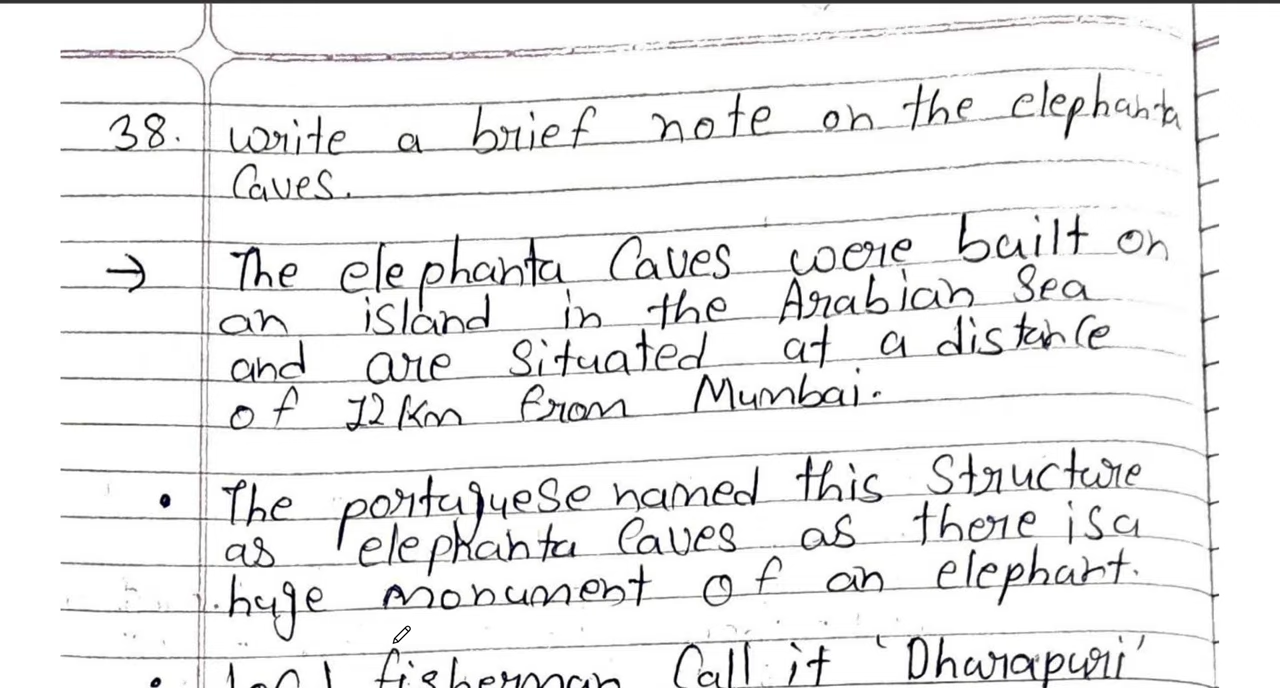 38. Write a brief note on the elephanta
Caves.
→ The elephanta Caves were built on
an island in the Arabian Sea
and are Situated at a distance
of 12 Km from Mumbai.
• The portuguese named this Structure
as 'elephanta Caves as there is a
huge monument of an elephant.
• Local fisherman Call it 'Dharapuri'